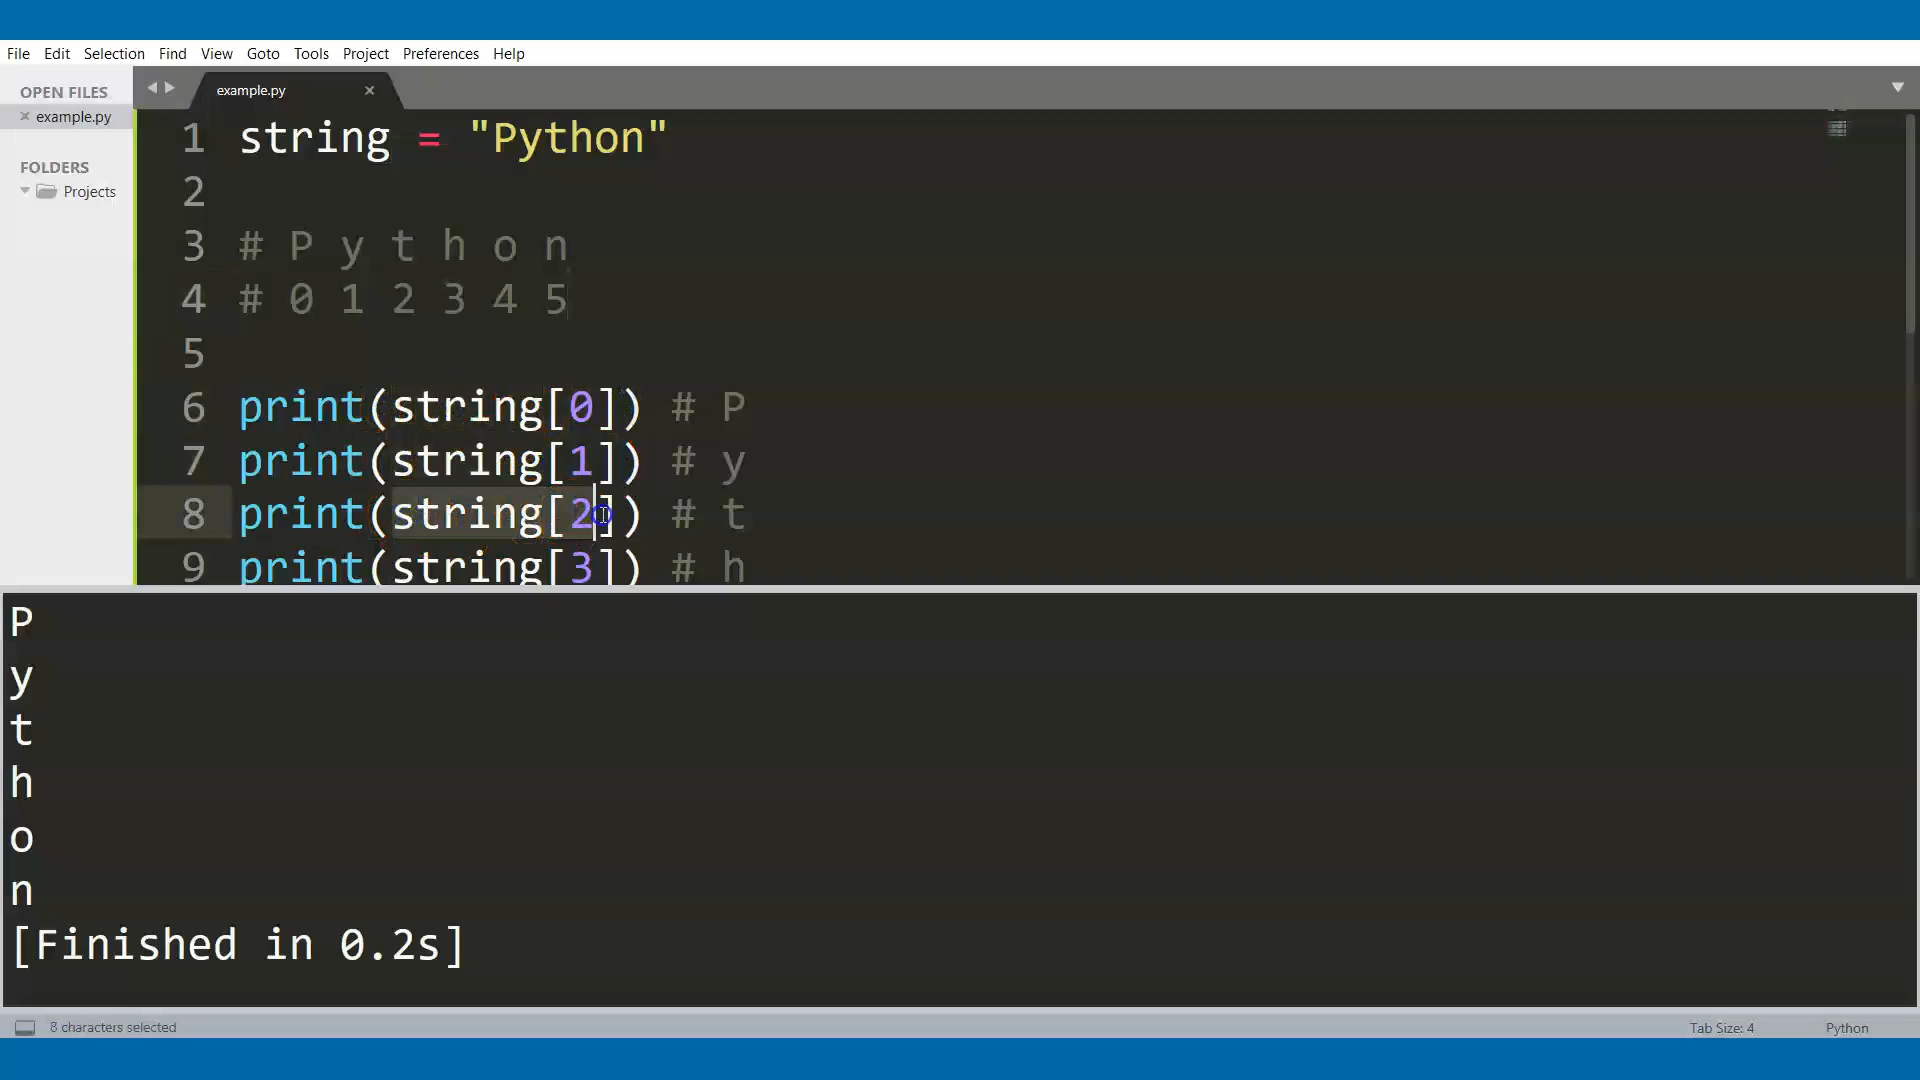 File Edit Selection Find View Goto Tools Project Preferences Help
OPEN FILES
example.py
FOLDERS
Projects
example.py
1 string = "Python"
2
3 # P y t h o n
4 # 0 1 2 3 4 5
5
6 print(string[0]) # P
7 print(string[1]) # y
8 print(string[2]) # t
9 print(string[3]) # h
P
y
t
h
o
n
[Finished in 0.2s]
8 characters selected Tab Size: 4 Python